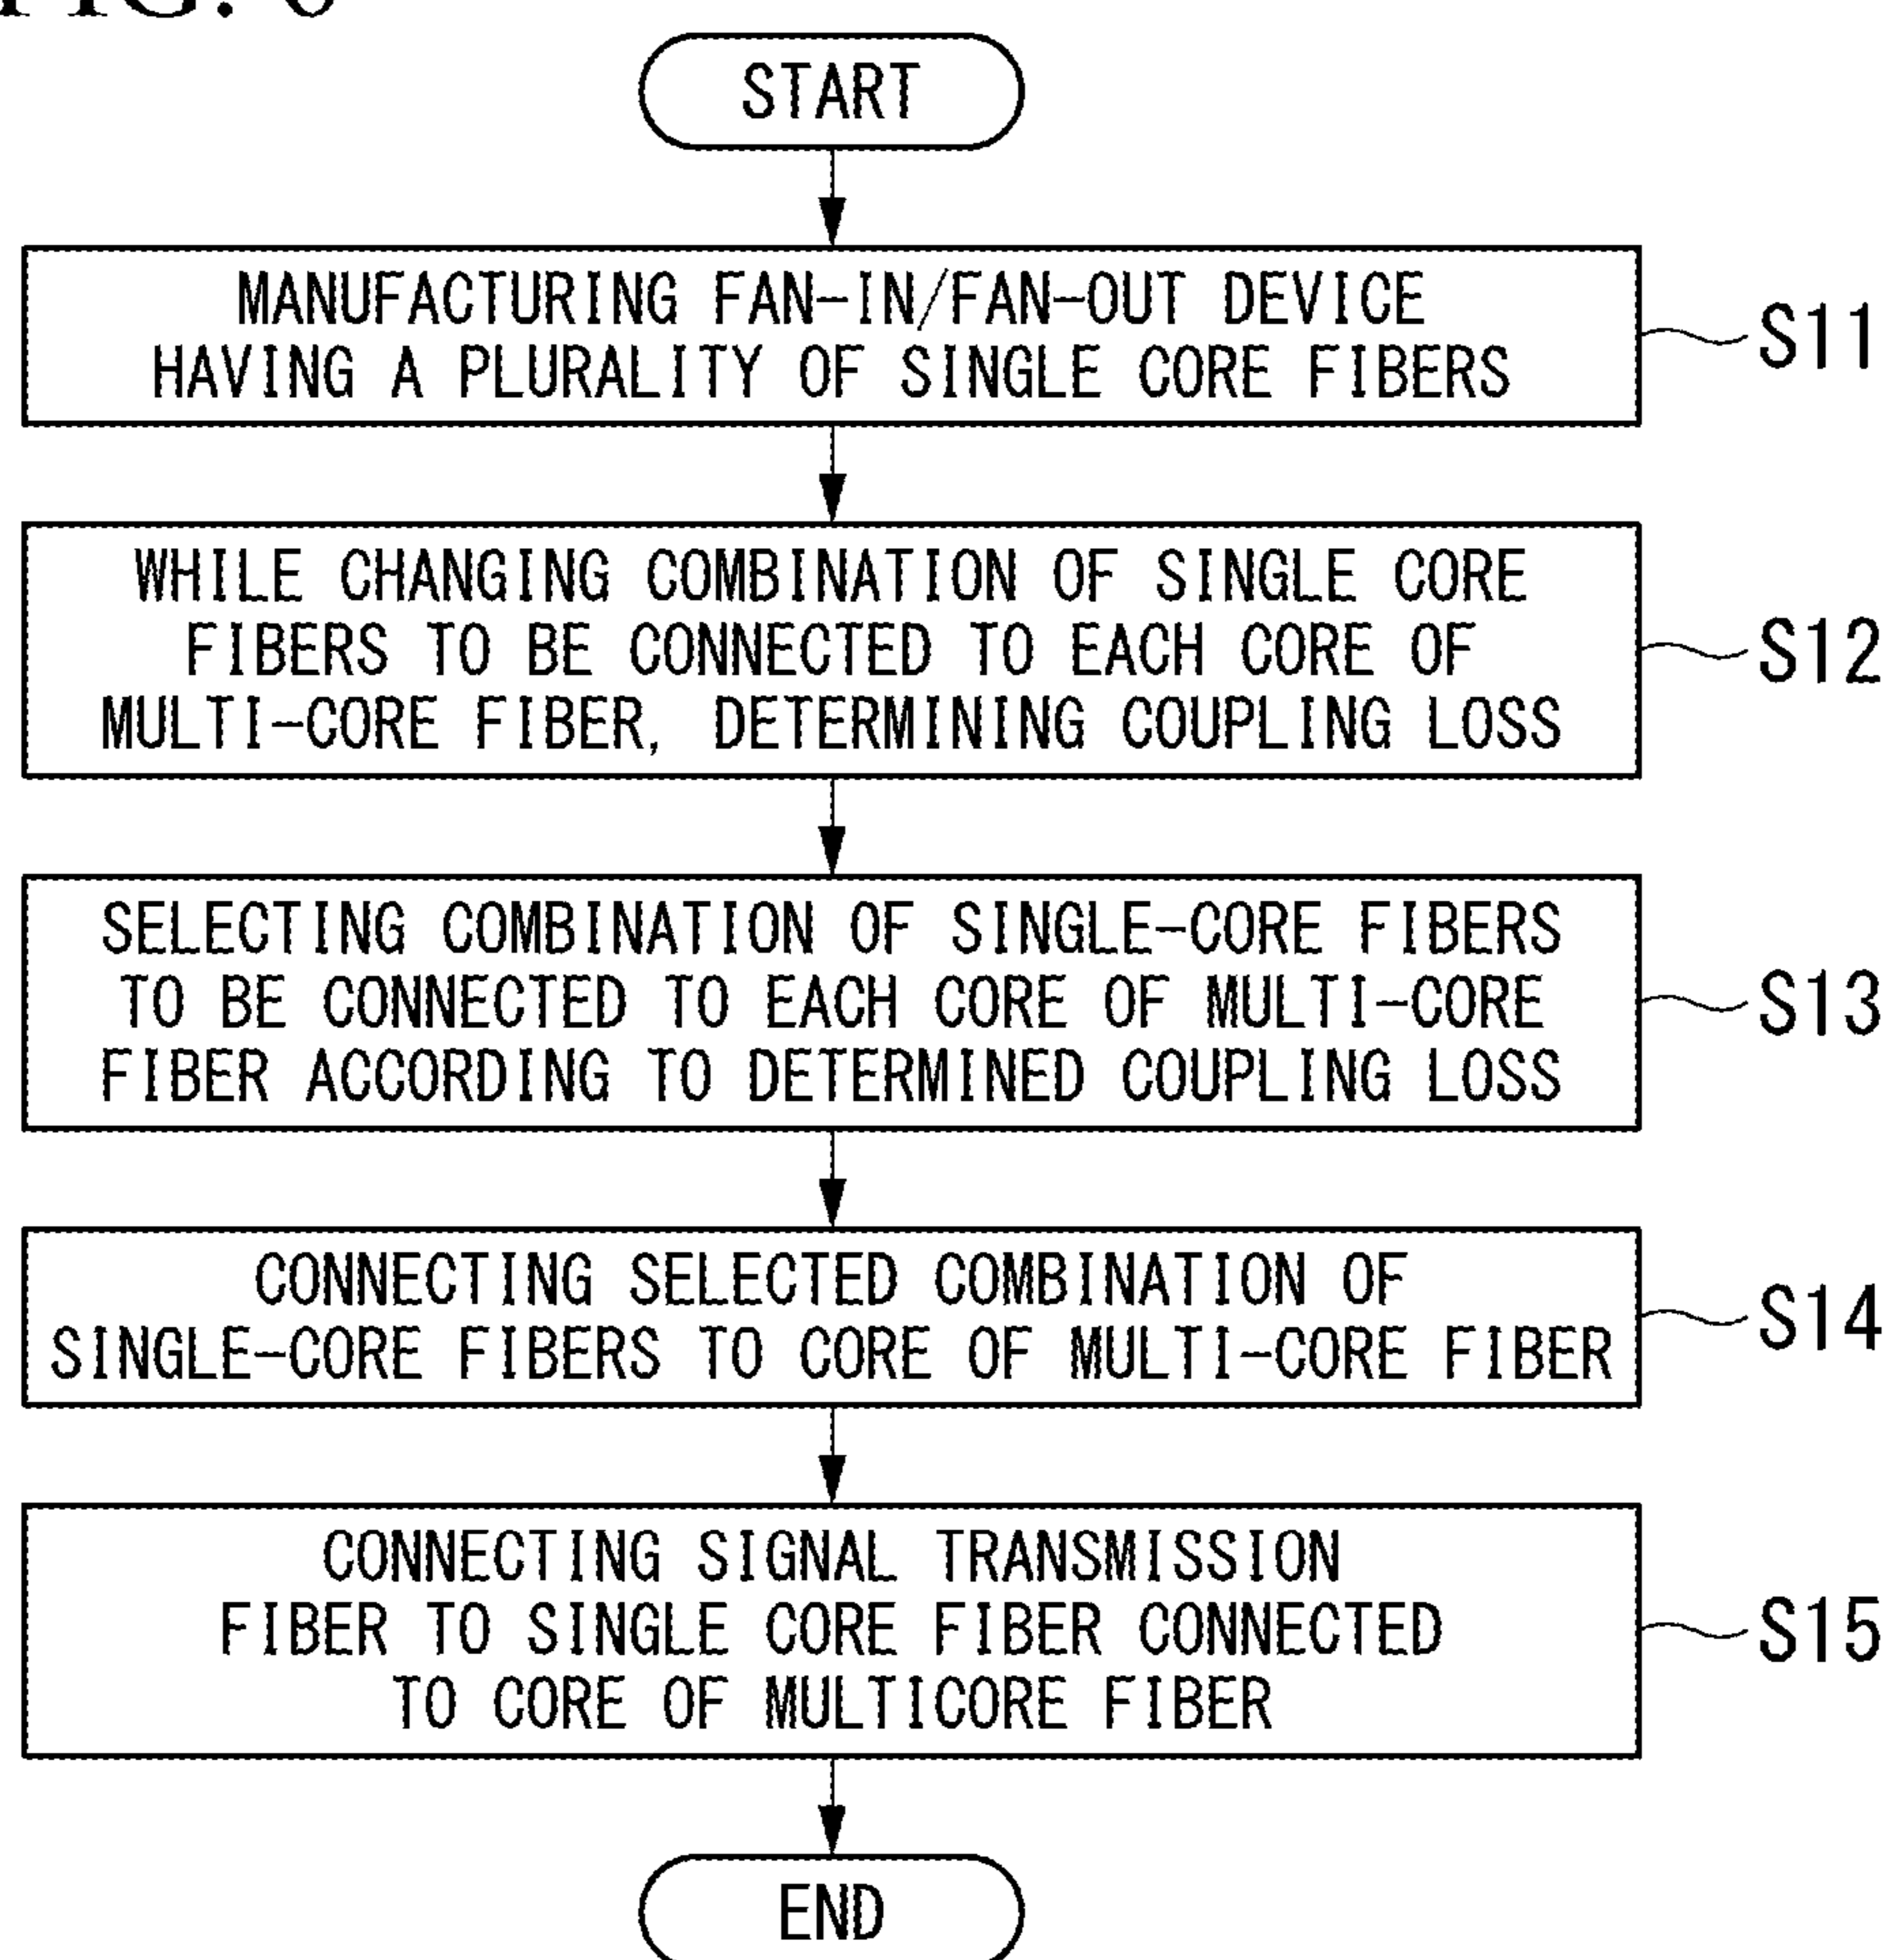 START
MANUFACTURING FAN-IN/FAN-OUT DEVICE
HAVING A PLURALITY OF SINGLE CORE FIBERS
S11
WHILE CHANGING COMBINATION OF SINGLE CORE
FIBERS TO BE CONNECTED TO EACH CORE OF
MULTI-CORE FIBER, DETERMINING COUPLING LOSS
S12
SELECTING COMBINATION OF SINGLE-CORE FIBERS
TO BE CONNECTED TO EACH CORE OF MULTI-CORE
FIBER ACCORDING TO DETERMINED COUPLING LOSS
S13
CONNECTING SELECTED COMBINATION OF
SINGLE-CORE FIBERS TO CORE OF MULTI-CORE FIBER
S14
CONNECTING SIGNAL TRANSMISSION
FIBER TO SINGLE CORE FIBER CONNECTED
TO CORE OF MULTICORE FIBER
S15
END